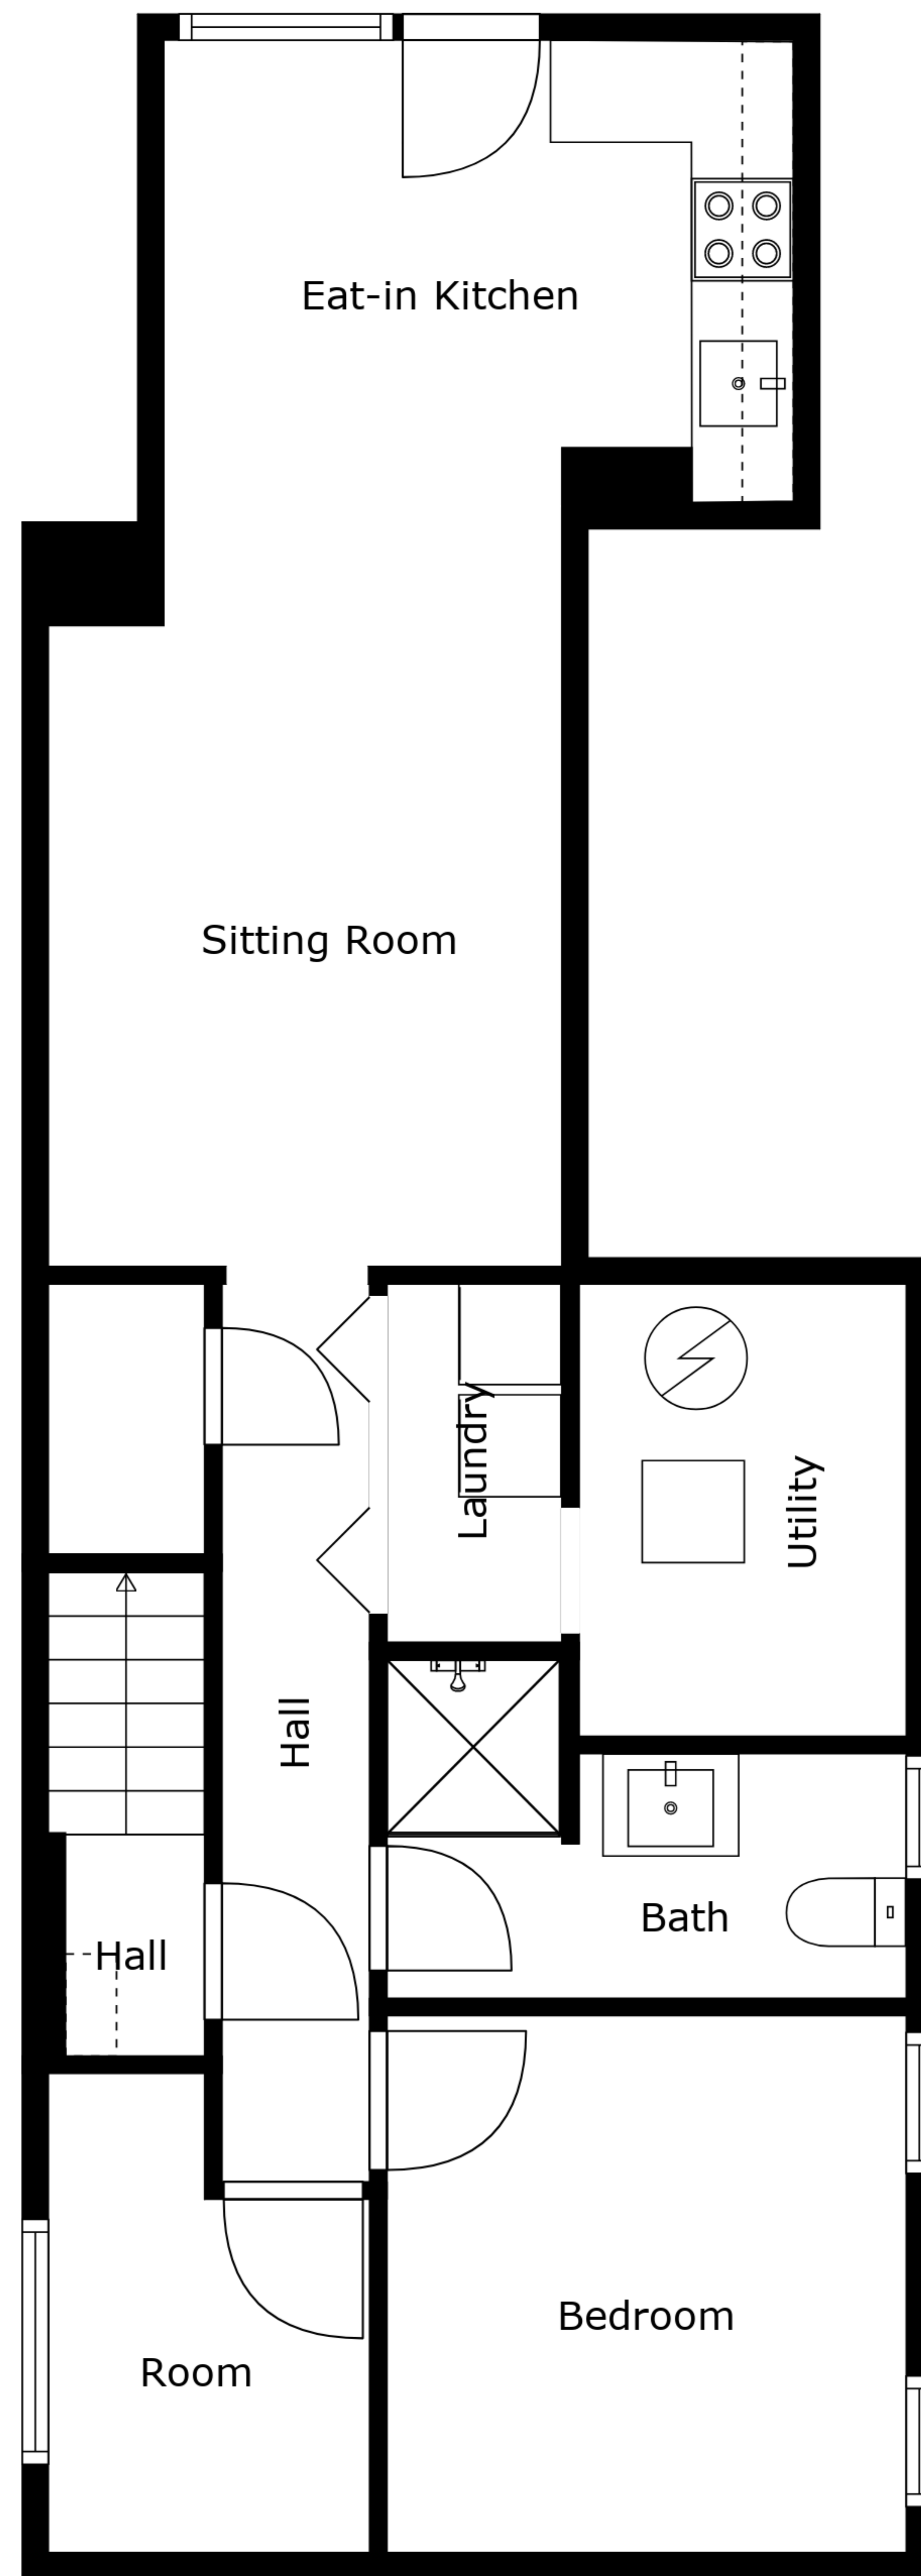 Eat-in Kitchen
Sitting Room
Laundry
Utility
Hall
Bath
Hall
Bedroom
Room